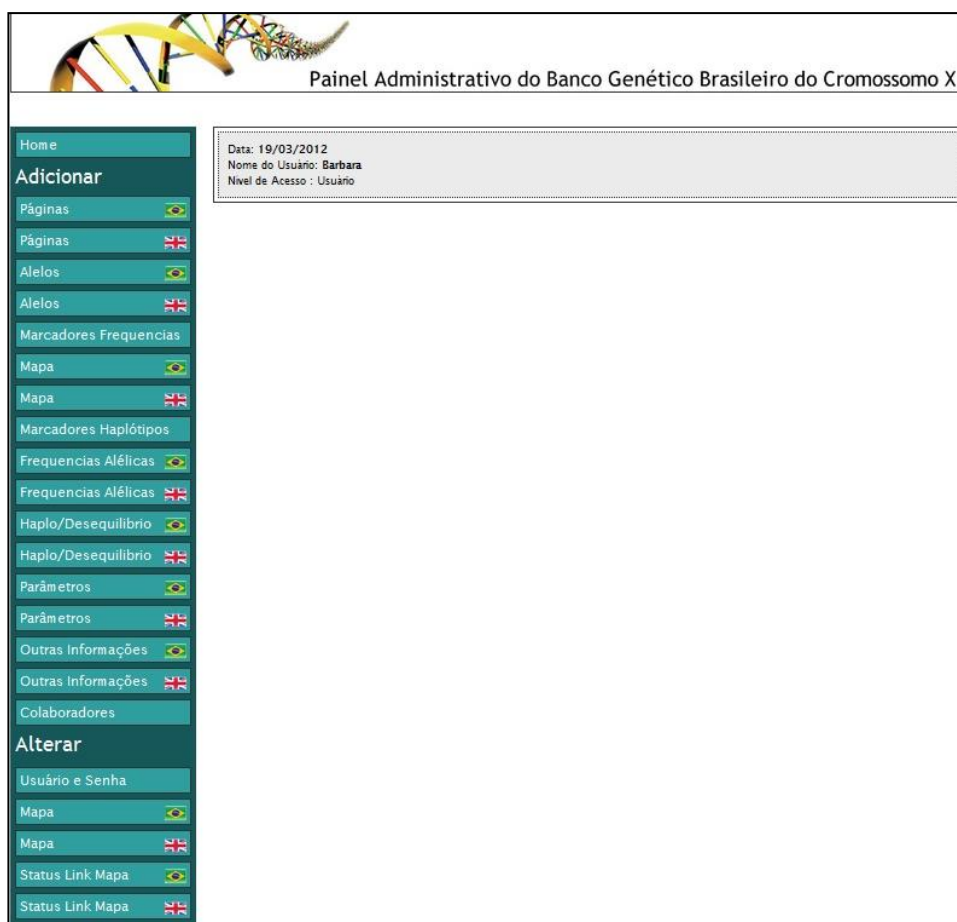 Painel Administrativo do Banco Genético Brasileiro do Cromossomo X
Home
Adicionar
Páginas
Páginas
Alelos
Alelos
Marcadores Frequencias
Mapa
Mapa
Marcadores Haplótipos
Frequencias Alélicas
Frequencias Alélicas
Haplo/Desequilibrio
Haplo/Desequilibrio
Parâmetros
Parâmetros
Outras Informações
Outras Informações
Colaboradores
Alterar
Usuário e Senha
Mapa
Mapa
Status Link Mapa
Status Link Mapa
Data: 19/03/2012
Nome do Usuário: Barbara
Nivel de Acesso : Usuário